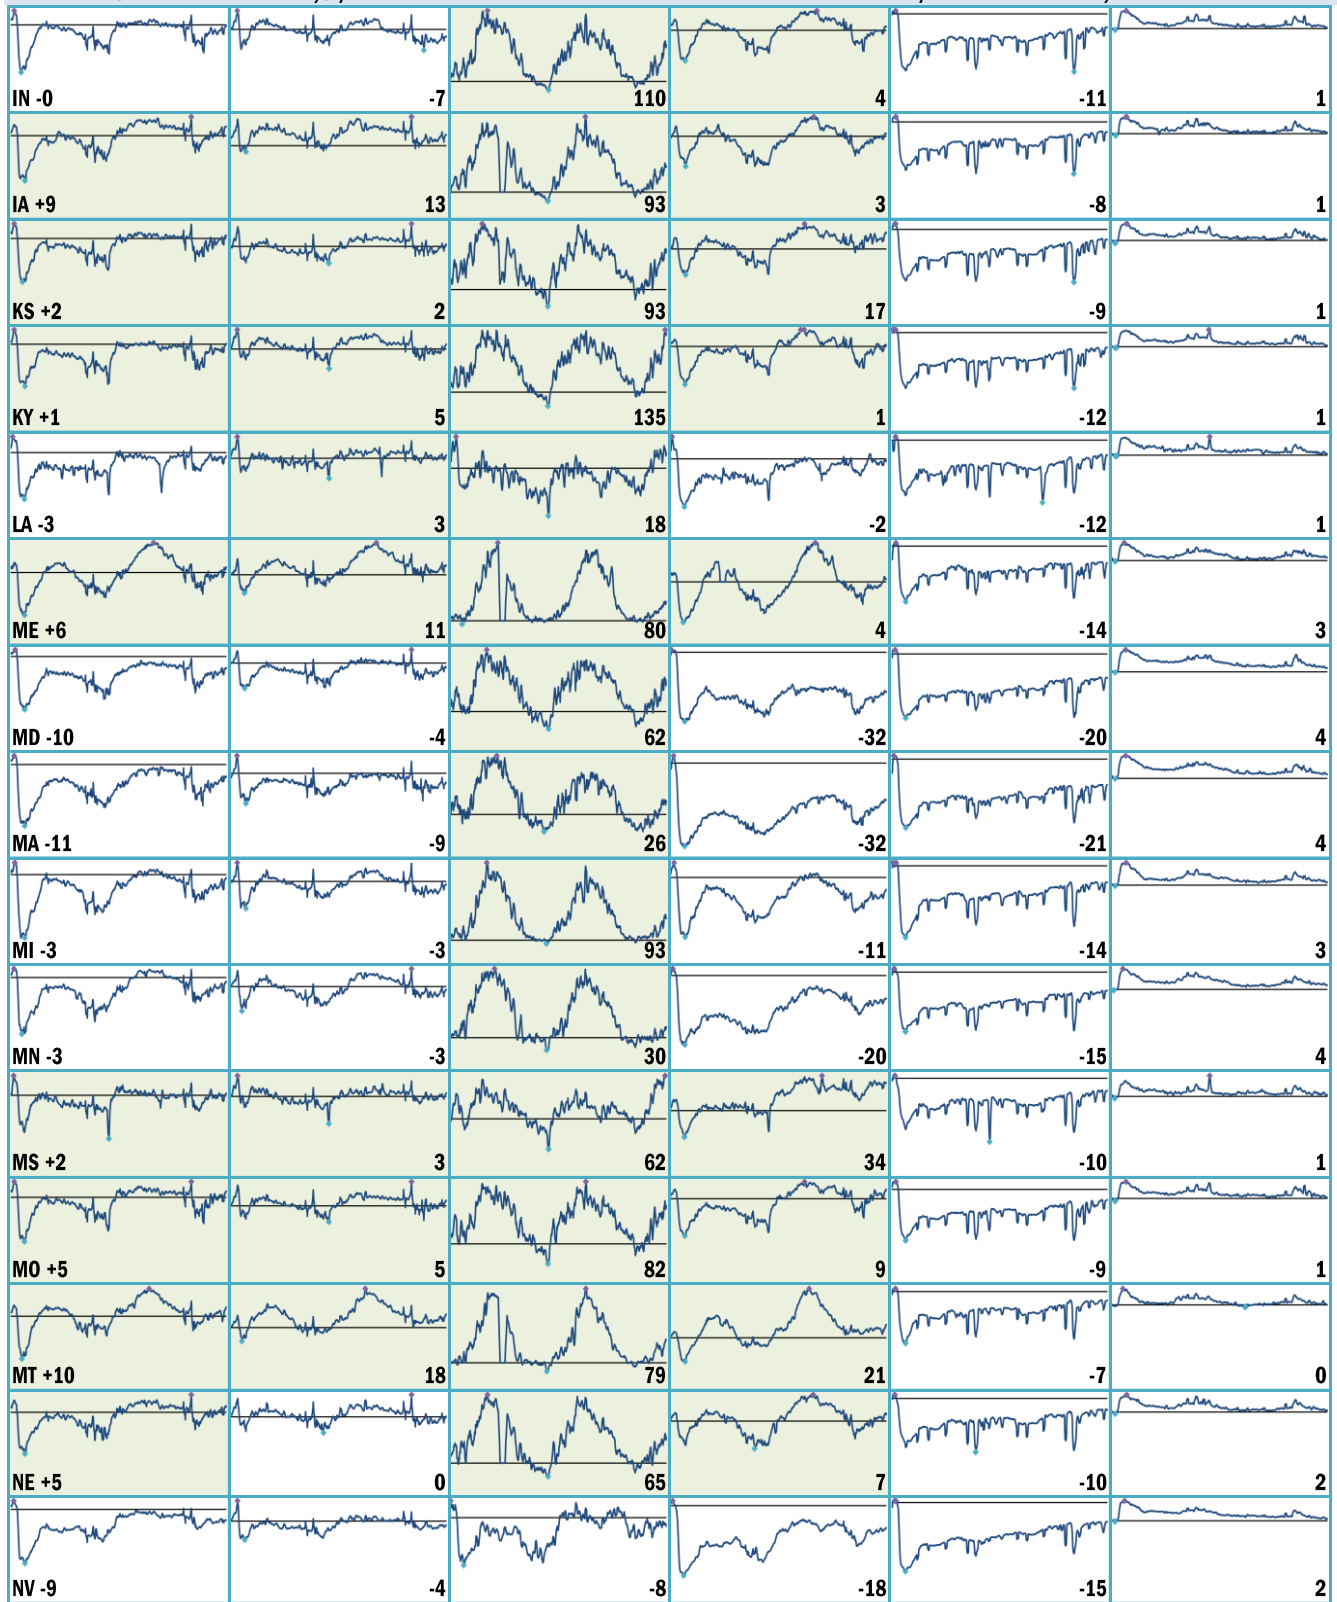 IN -0 -7 110 4 -11 1
IA +9 13 93 3 -8 1
KS +2 2 93 17 -9 1
KY +1 5 135 1 -12 1
LA -3 3 18 -2 -12 1
ME +6 11 80 4 -14 3
MD -10 -4 62 -32 -20 4
MA -11 -9 26 -32 -21 4
MI -3 -3 93 -11 -14 3
MN -3 -3 30 -20 -15 4
MS +2 3 62 34 -10 1
MO +5 5 82 9 -9 1
MT +10 18 79 21 -7 0
NE +5 0 65 7 -10 2
NV -9 -4 -8 -18 -15 2